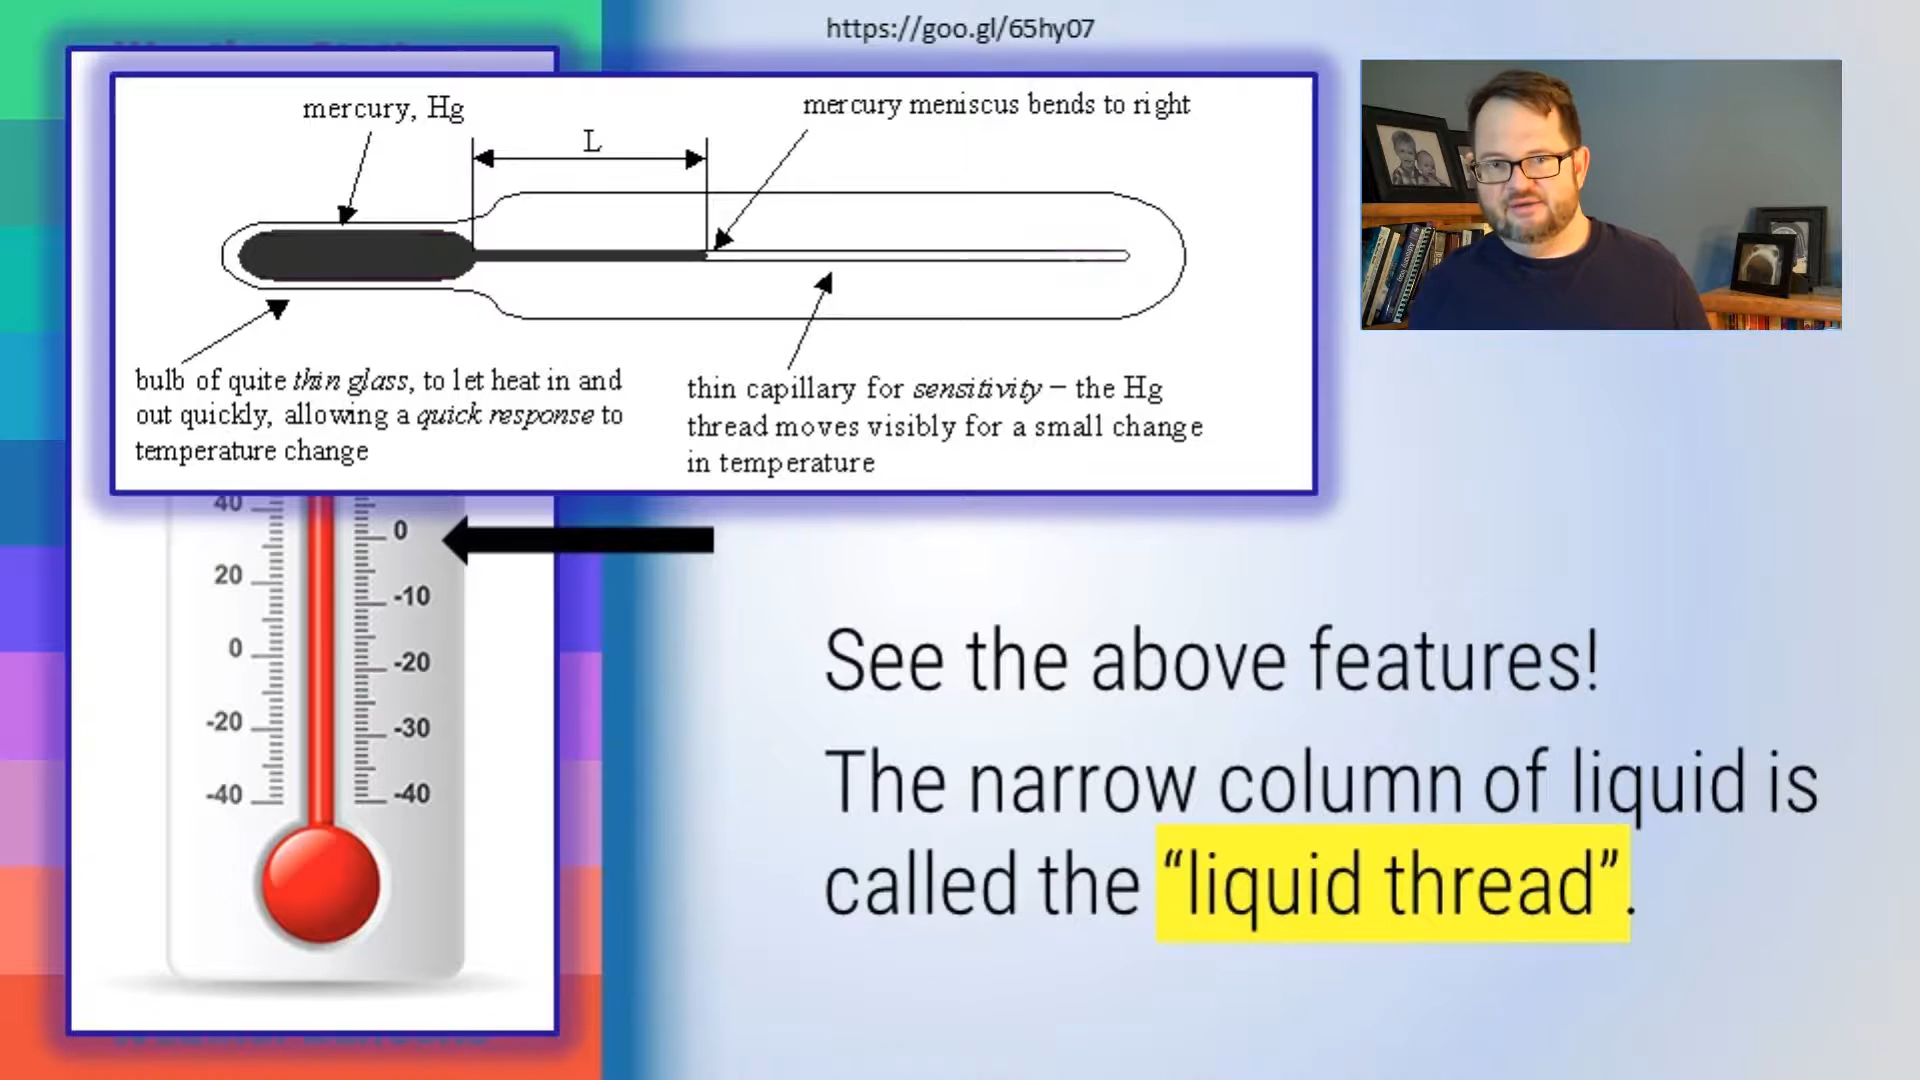 https://goo.gl/65hy07
mercury, Hg
L
mercury meniscus bends to right
bulb of quite thin glass, to let heat in and
out quickly, allowing a quick response to
temperature change
thin capillary for sensitivity – the Hg
thread moves visibly for a small change
in temperature
40
20
0
-20
-40
0
-10
-20
-30
-40
See the above features!
The narrow column of liquid is
called the “liquid thread”.